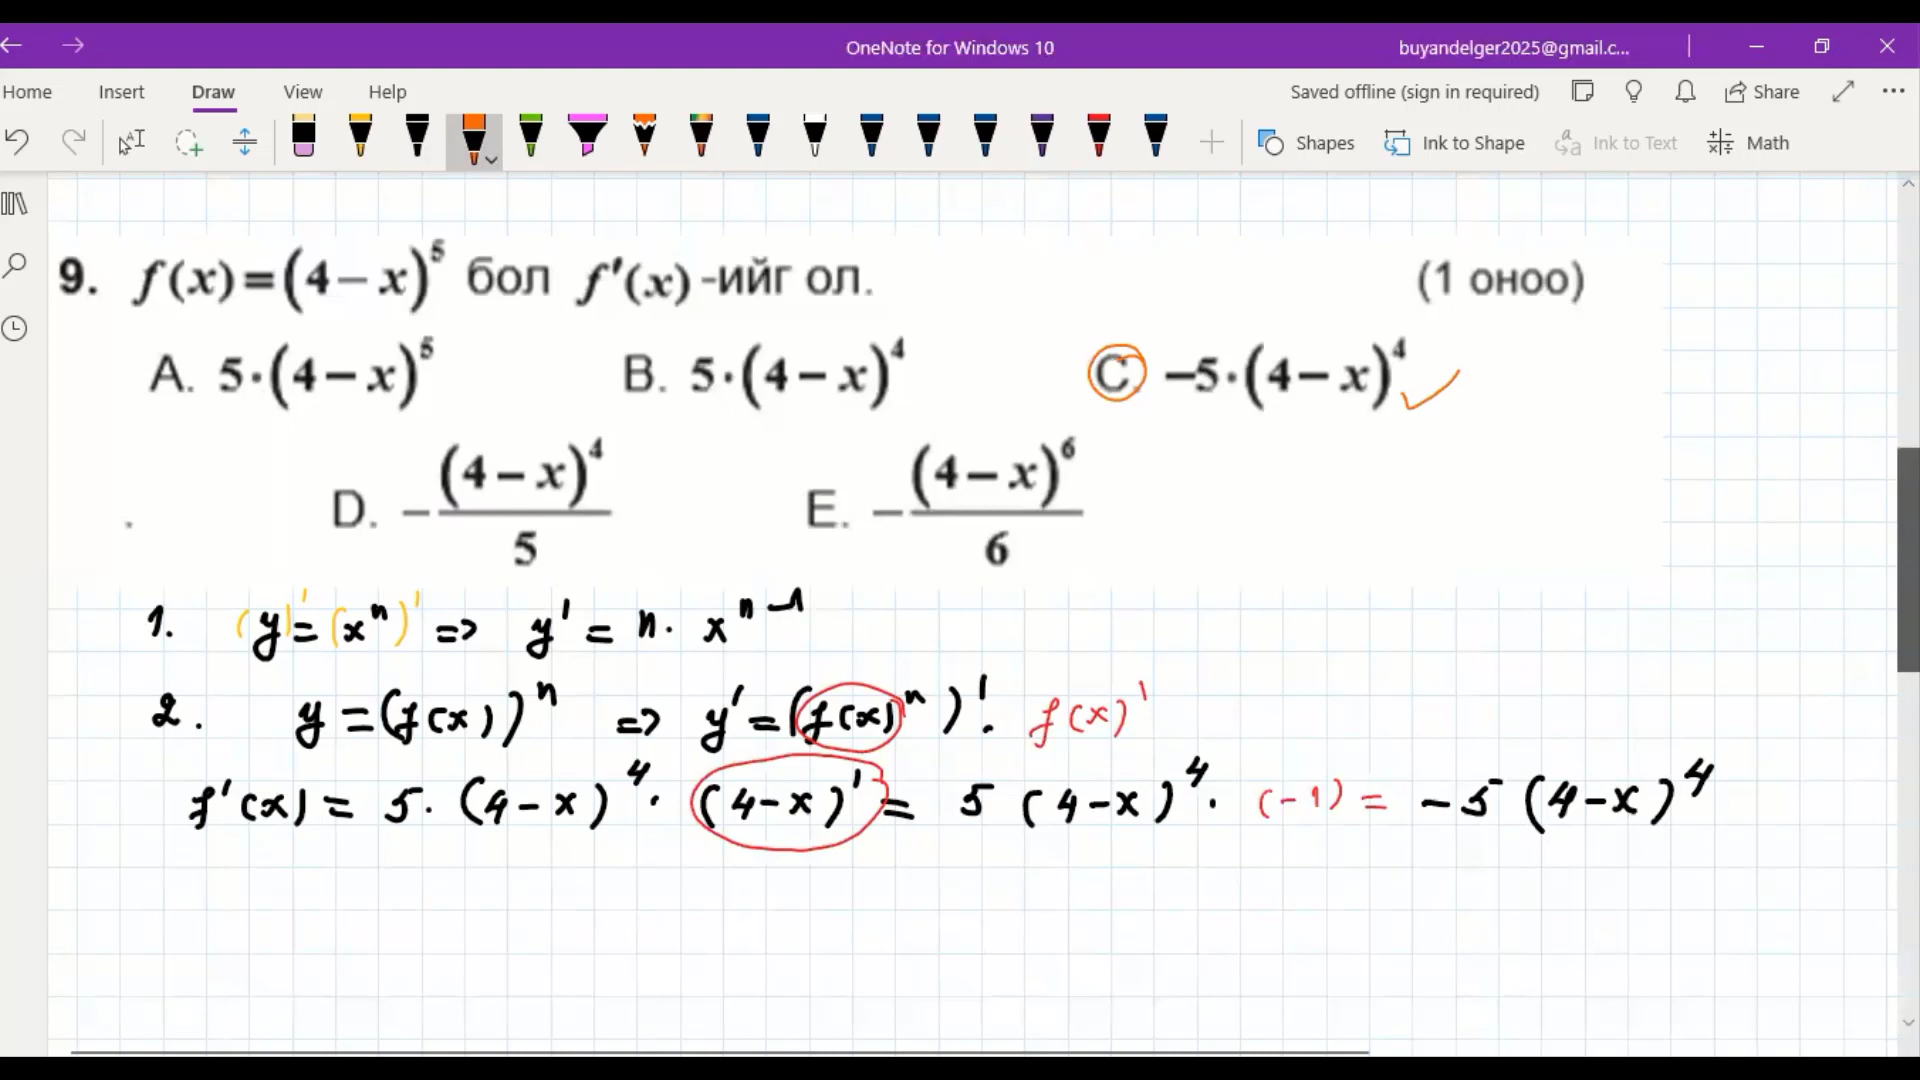 OneNote for Windows 10
buyandelger2025@gmail.c...
Home Insert Draw View Help
Saved offline (sign in required) Share
Shapes Ink to Shape Ink to Text Math
9. f(x)=(4−x)^5 бол f'(x)-ийг ол. (1 оноо)
A. 5·(4−x)^5 B. 5·(4−x)^4 C. −5·(4−x)^4
D. −(4−x)^4/5 E. −(4−x)^6/6
1. (y)'=(x^n)' => y' = n· x^(n-1)
2. y=(f(x))^n => y'=(f(x)^n)'· f(x)'
f'(x) = 5·(4-x)^4·(4-x)' = 5(4-x)^4·(-1) = -5(4-x)^4